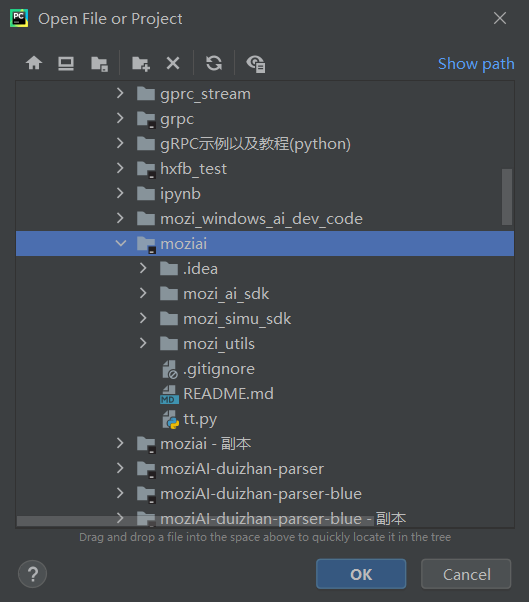 PC
Open File or Project
Show path
gprc_stream
grpc
gRPC示例以及教程(python)
hxfb_test
ipynb
mozi_windows_ai_dev_code
moziai
.idea
mozi_ai_sdk
mozi_simu_sdk
mozi_utils
.gitignore
MD README.md
tt.py
moziai - 副本
moziAI-duizhan-parser
moziAI-duizhan-parser-blue
moziAI-duizhan-parser-blue - 副本
Drag and drop a file into the space above to quickly locate it in the tree
? OK Cancel